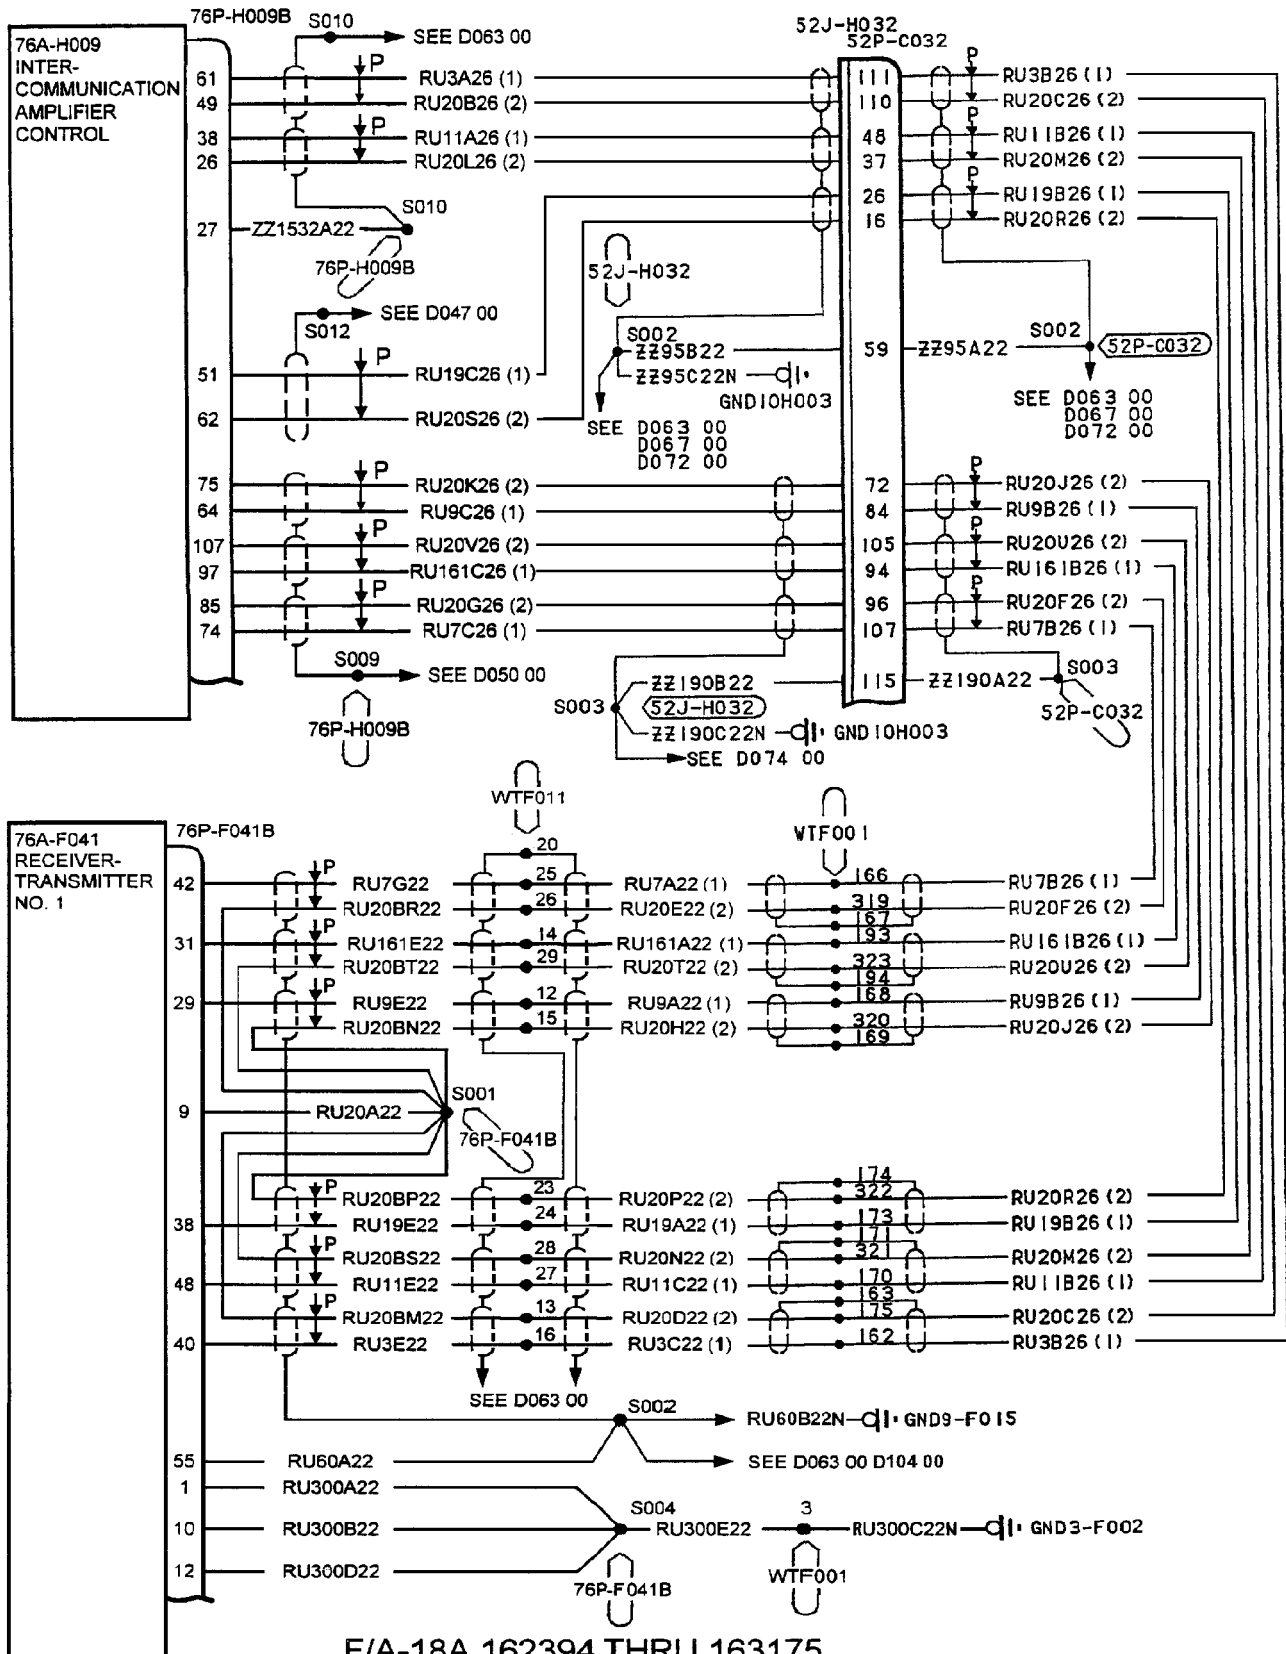 76P-H009B
S010
SEE D063 00
52J-H032
52P-C032
76A-H009
INTER-
COMMUNICATION
AMPLIFIER
CONTROL
61 P RU3A26 (1) 111 P RU3B26 (1)
49 RU20B26 (2) 110 RU20C26 (2)
38 P RU11A26 (1) 48 P RU11B26 (1)
26 RU20L26 (2) 37 RU20M26 (2)
26 P RU19B26 (1)
16 RU20R26 (2)
S010
27 ZZ1532A22
76P-H009B
52J-H032
S012 SEE D047 00
S002
ZZ95B22 59 ZZ95A22 S002 52P-C032
ZZ95C22N GND10H003
51 P RU19C26 (1)
62 RU20S26 (2)
SEE D063 00
D067 00
D072 00
SEE D063 00
D067 00
D072 00
75 P RU20K26 (2) 72 P RU20J26 (2)
64 RU9C26 (1) 84 RU9B26 (1)
107 P RU20V26 (2) 105 P RU20U26 (2)
97 RU161C26 (1) 94 RU161B26 (1)
85 P RU20G26 (2) 96 P RU20F26 (2)
74 RU7C26 (1) 107 RU7B26 (1)
S009 SEE D050 00
76P-H009B
S003 ZZ190B22 115 ZZ190A22 S003
52J-H032
52P-C032
ZZ190C22N GND10H003
SEE D074 00
WTF011
WTF001
76P-F041B
76A-F041
RECEIVER-
TRANSMITTER
NO. 1
20
42 P RU7G22 25 RU7A22 (1) 166 RU7B26 (1)
RU20BR22 26 RU20E22 (2) 319 RU20F26 (2)
167
31 P RU161E22 14 RU161A22 (1) 193 RU161B26 (1)
RU20BT22 29 RU20T22 (2) 323 RU20U26 (2)
194
29 P RU9E22 12 RU9A22 (1) 168 RU9B26 (1)
RU20BN22 15 RU20H22 (2) 320 RU20J26 (2)
169
S001
9 RU20A22
76P-F041B
174
P RU20BP22 23 RU20P22 (2) 322 RU20R26 (2)
38 RU19E22 24 RU19A22 (1) 173 RU19B26 (1)
171
P RU20BS22 28 RU20N22 (2) 321 RU20M26 (2)
48 RU11E22 27 RU11C22 (1) 170 RU11B26 (1)
163
P RU20BM22 13 RU20D22 (2) 175 RU20C26 (2)
40 RU3E22 16 RU3C22 (1) 162 RU3B26 (1)
SEE D063 00
S002 RU60B22N GND9-F015
55 RU60A22 SEE D063 00 D104 00
1 RU300A22
10 RU300B22 S004 RU300E22 3 RU300C22N GND3-F002
12 RU300D22
76P-F041B
WTF001
F/A-18A 162394 THRU 163175